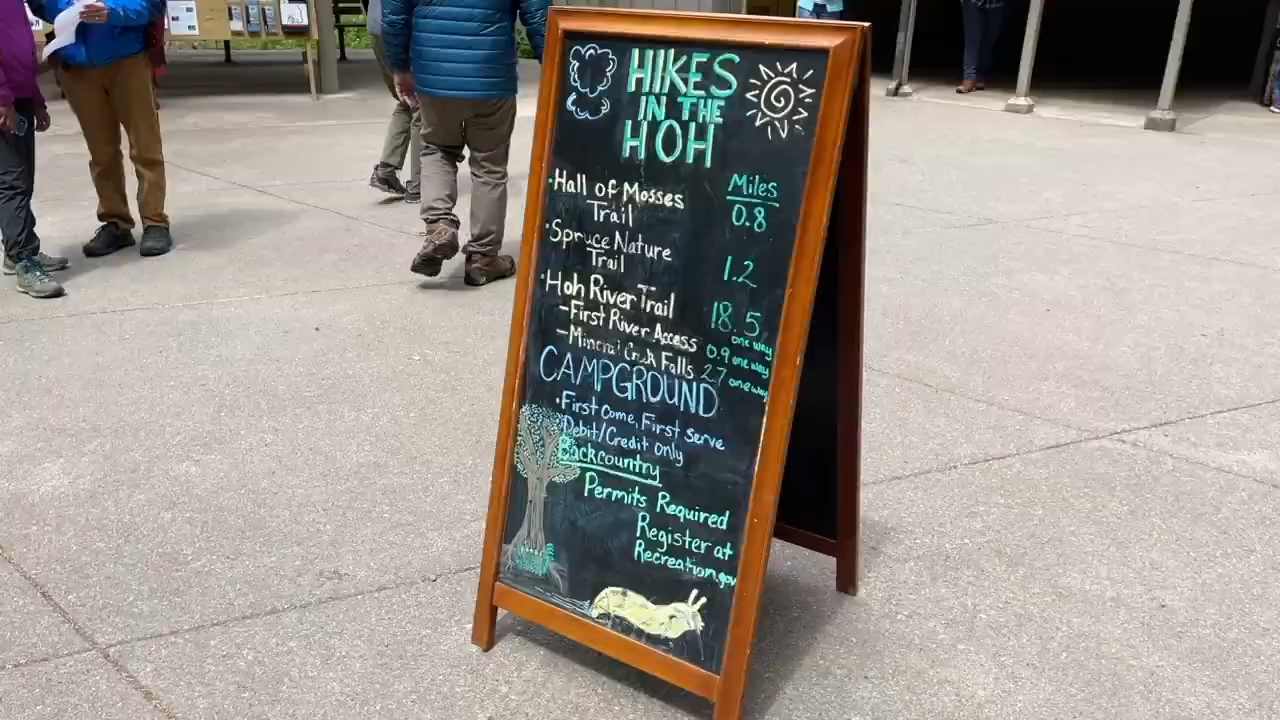 HIKES
IN THE
HOH
Miles
·Hall of Mosses
Trail 0.8
·Spruce Nature
Trail 1.2
·Hoh River Trail 18.5
one way
-First River Access 0.9 one way
-Mineral Creek Falls 2.7 one way
CAMPGROUND
·First Come, First Serve
Debit/Credit only
Backcountry
Permits Required
Register at
Recreation.gov